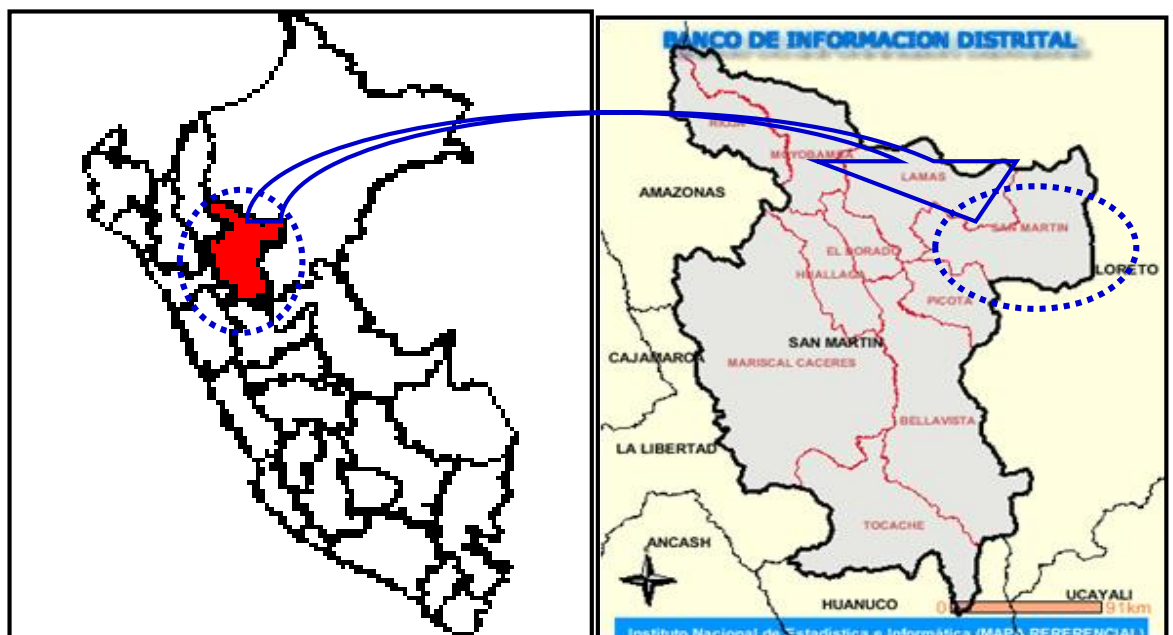 BANCO DE INFORMACION DISTRITAL
RIOJA
MOYOBAMBA
LAMAS
AMAZONAS
SAN MARTIN
EL DORADO
LORETO
HUALLAGA
PICOTA
SAN MARTIN
CAJAMARCA
MARISCAL CACERES
BELLAVISTA
LA LIBERTAD
TOCACHE
ANCASH
UCAYALI
HUANUCO
0 91km
Instituto Nacional de Estadística e Informática (MAPA REFERENCIAL)